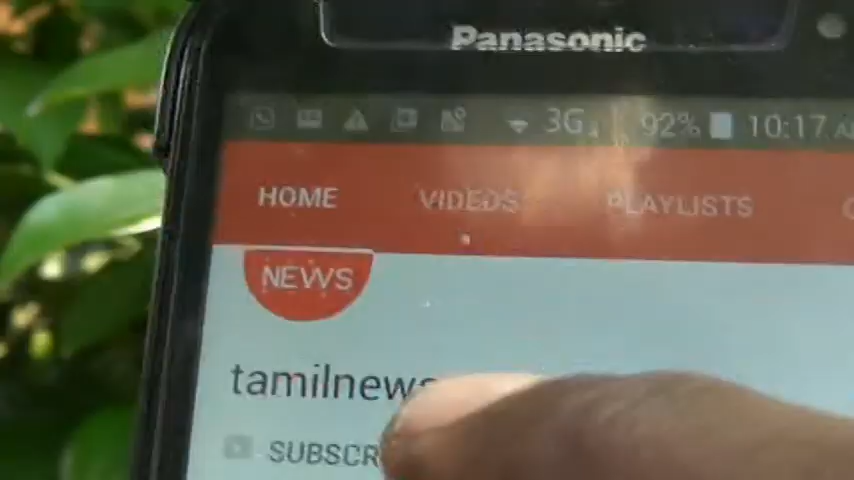 Panasonic
3G 92% 10:17
HOME VIDEOS PLAYLISTS
NEWS
tamilnews
SUBSCR